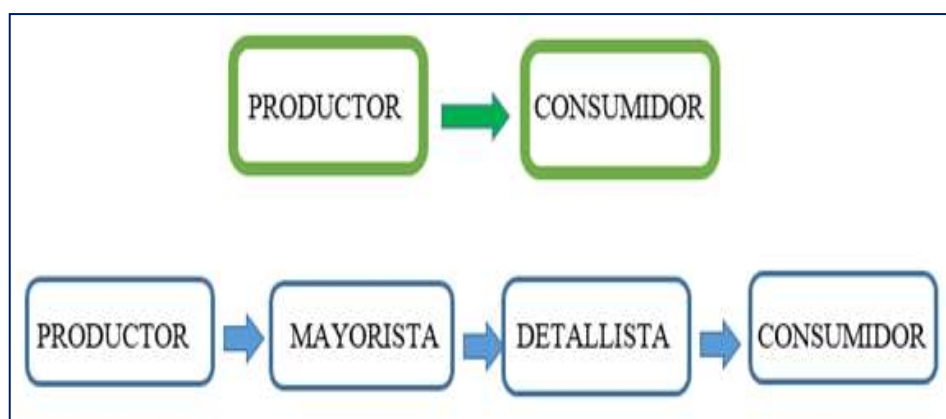 PRODUCTOR CONSUMIDOR
PRODUCTOR MAYORISTA DETALLISTA CONSUMIDOR